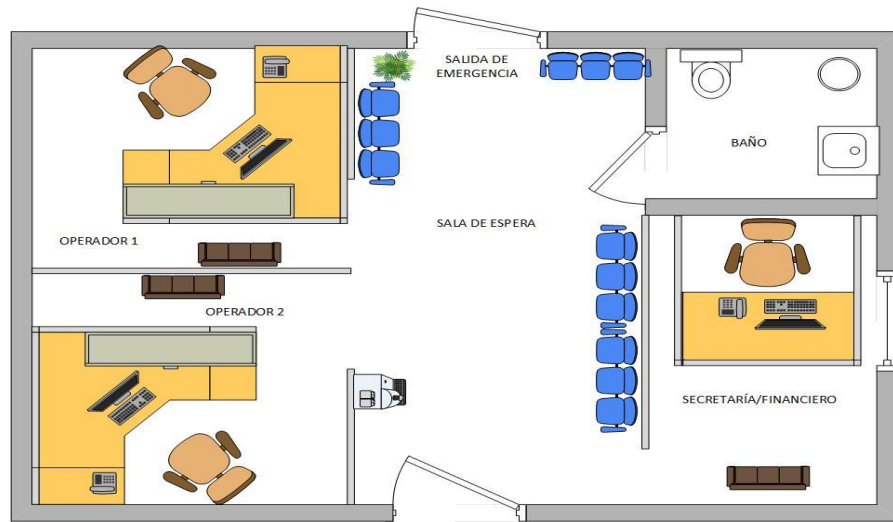 SALIDA DE
EMERGENCIA
BAÑO
SALA DE ESPERA
OPERADOR 1
OPERADOR 2
SECRETARÍA/FINANCIERO